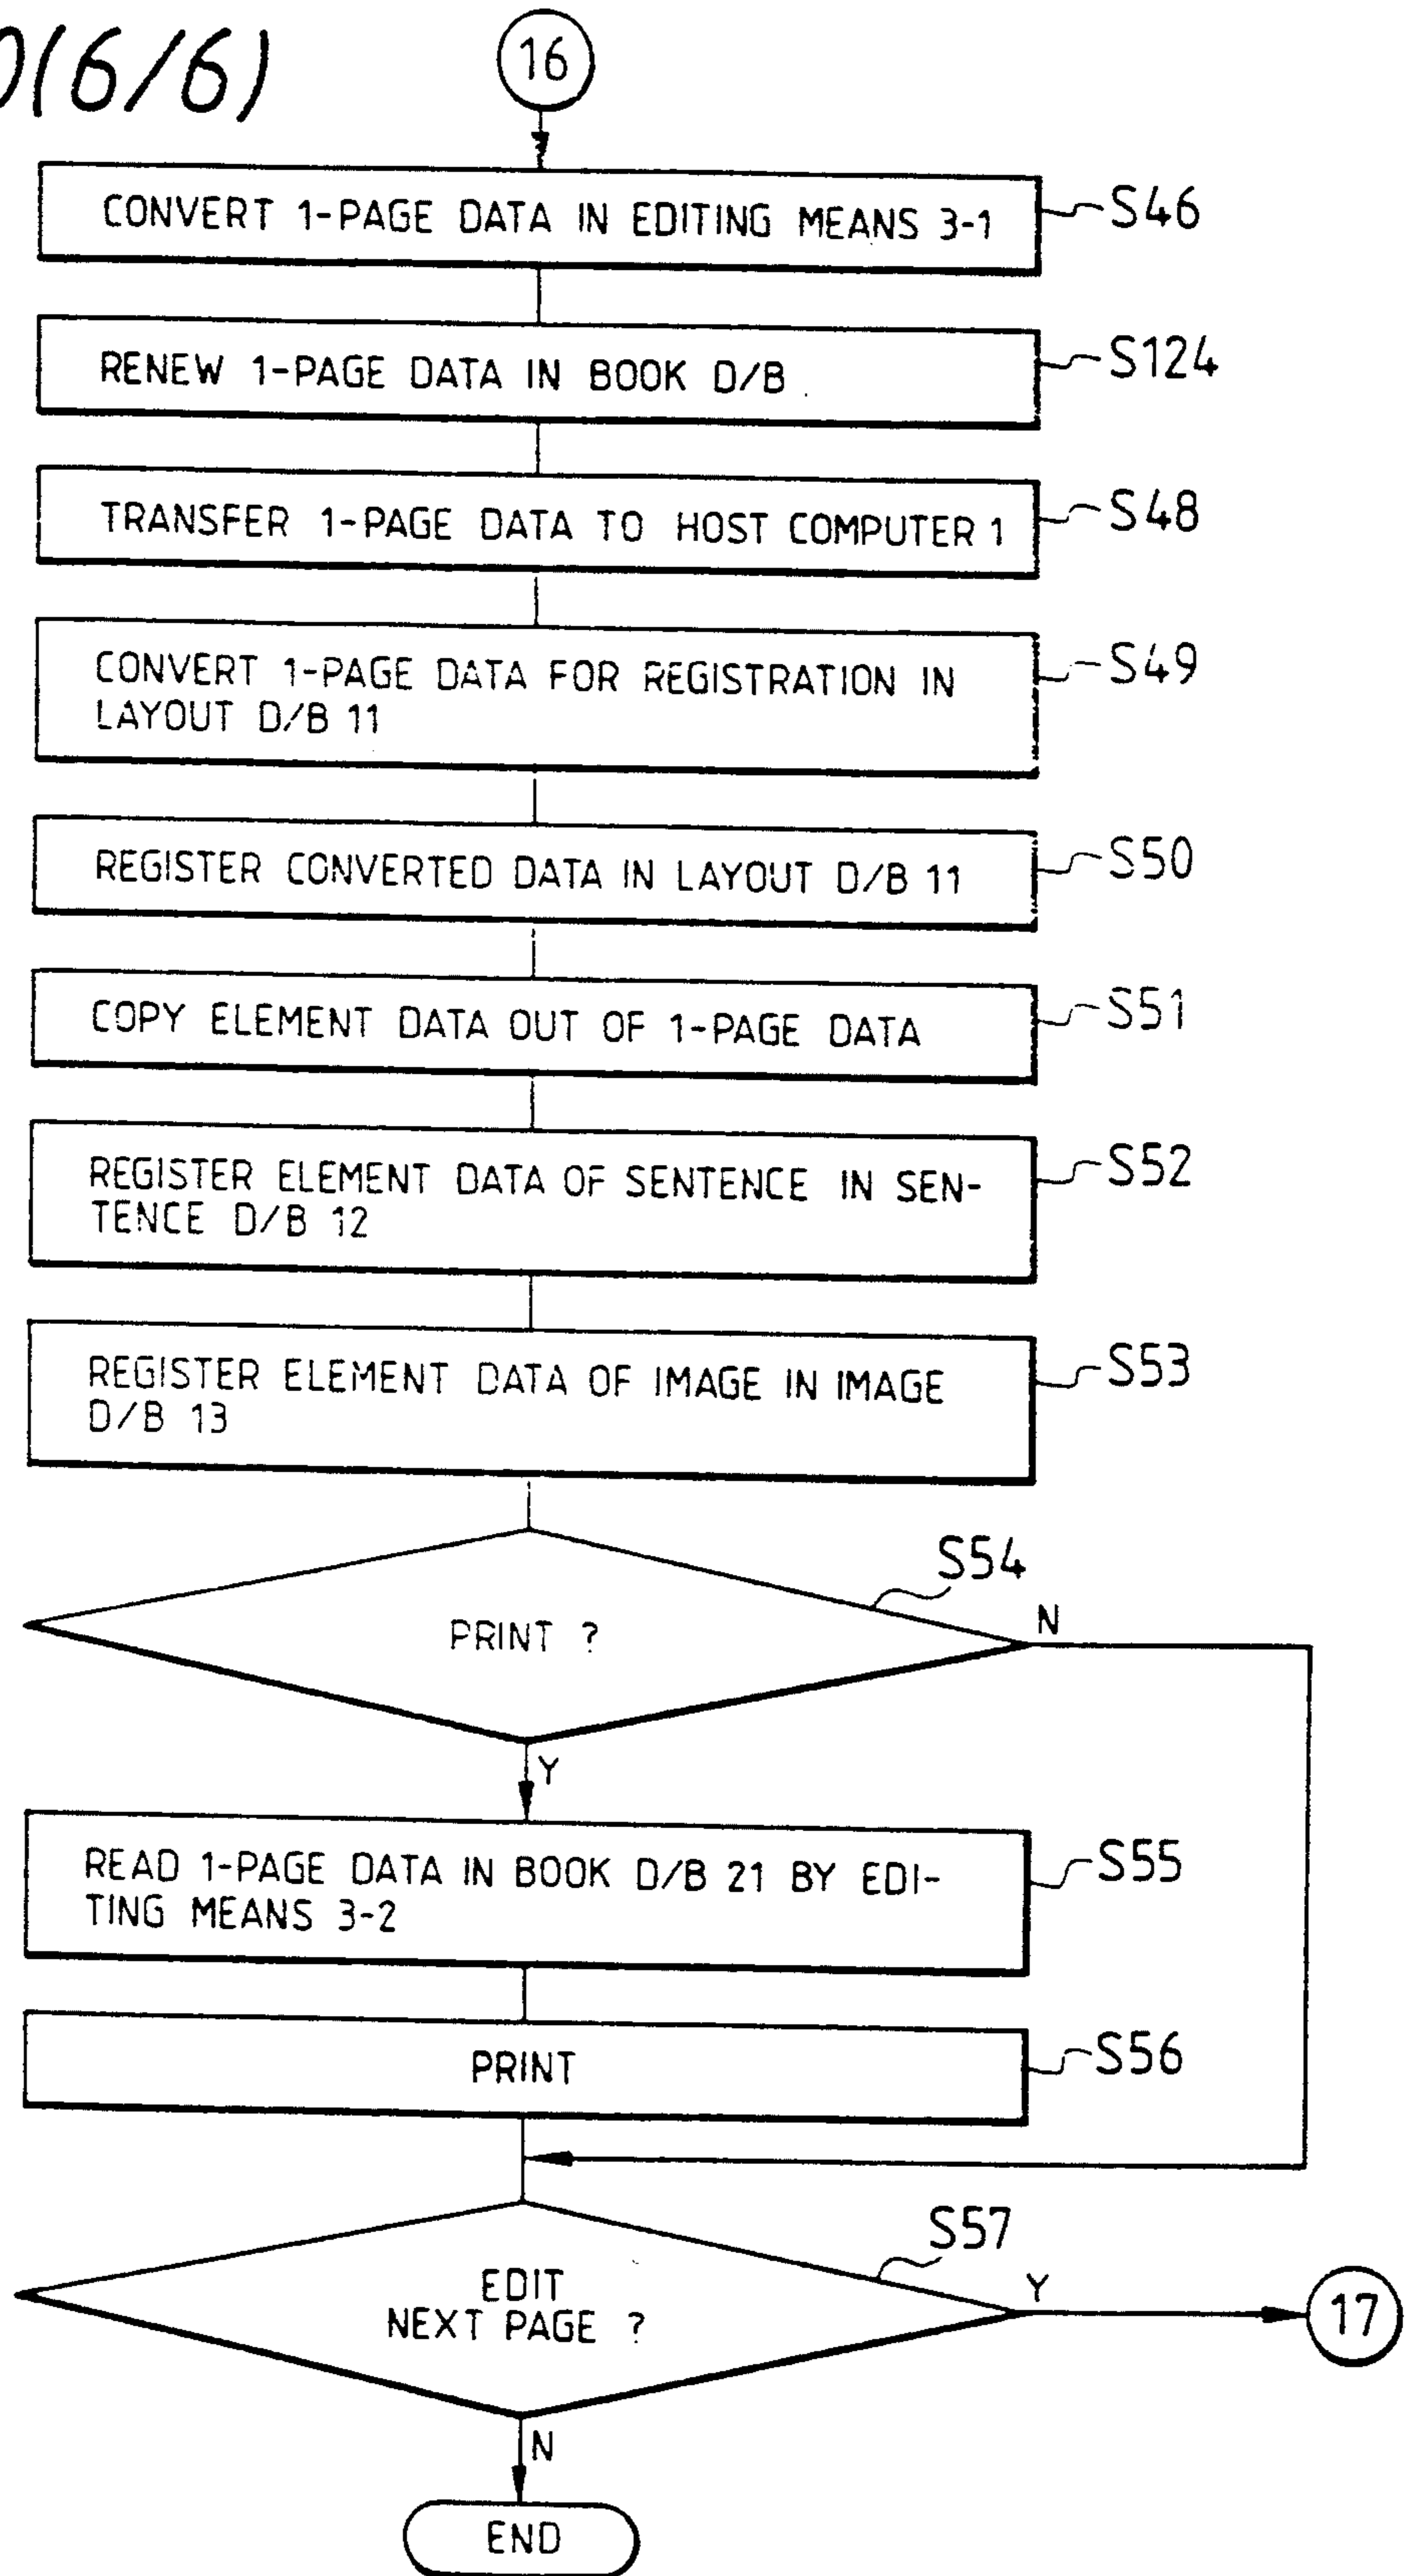 0(6/6)
16
CONVERT 1-PAGE DATA IN EDITING MEANS 3-1
S46
RENEW 1-PAGE DATA IN BOOK D/B
S124
TRANSFER 1-PAGE DATA TO HOST COMPUTER 1
S48
CONVERT 1-PAGE DATA FOR REGISTRATION IN
LAYOUT D/B 11
S49
REGISTER CONVERTED DATA IN LAYOUT D/B 11
S50
COPY ELEMENT DATA OUT OF 1-PAGE DATA
S51
REGISTER ELEMENT DATA OF SENTENCE IN SEN-
TENCE D/B 12
S52
REGISTER ELEMENT DATA OF IMAGE IN IMAGE
D/B 13
S53
S54
PRINT ?
N
Y
READ 1-PAGE DATA IN BOOK D/B 21 BY EDI-
TING MEANS 3-2
S55
PRINT
S56
S57
EDIT
NEXT PAGE ?
Y
17
N
END